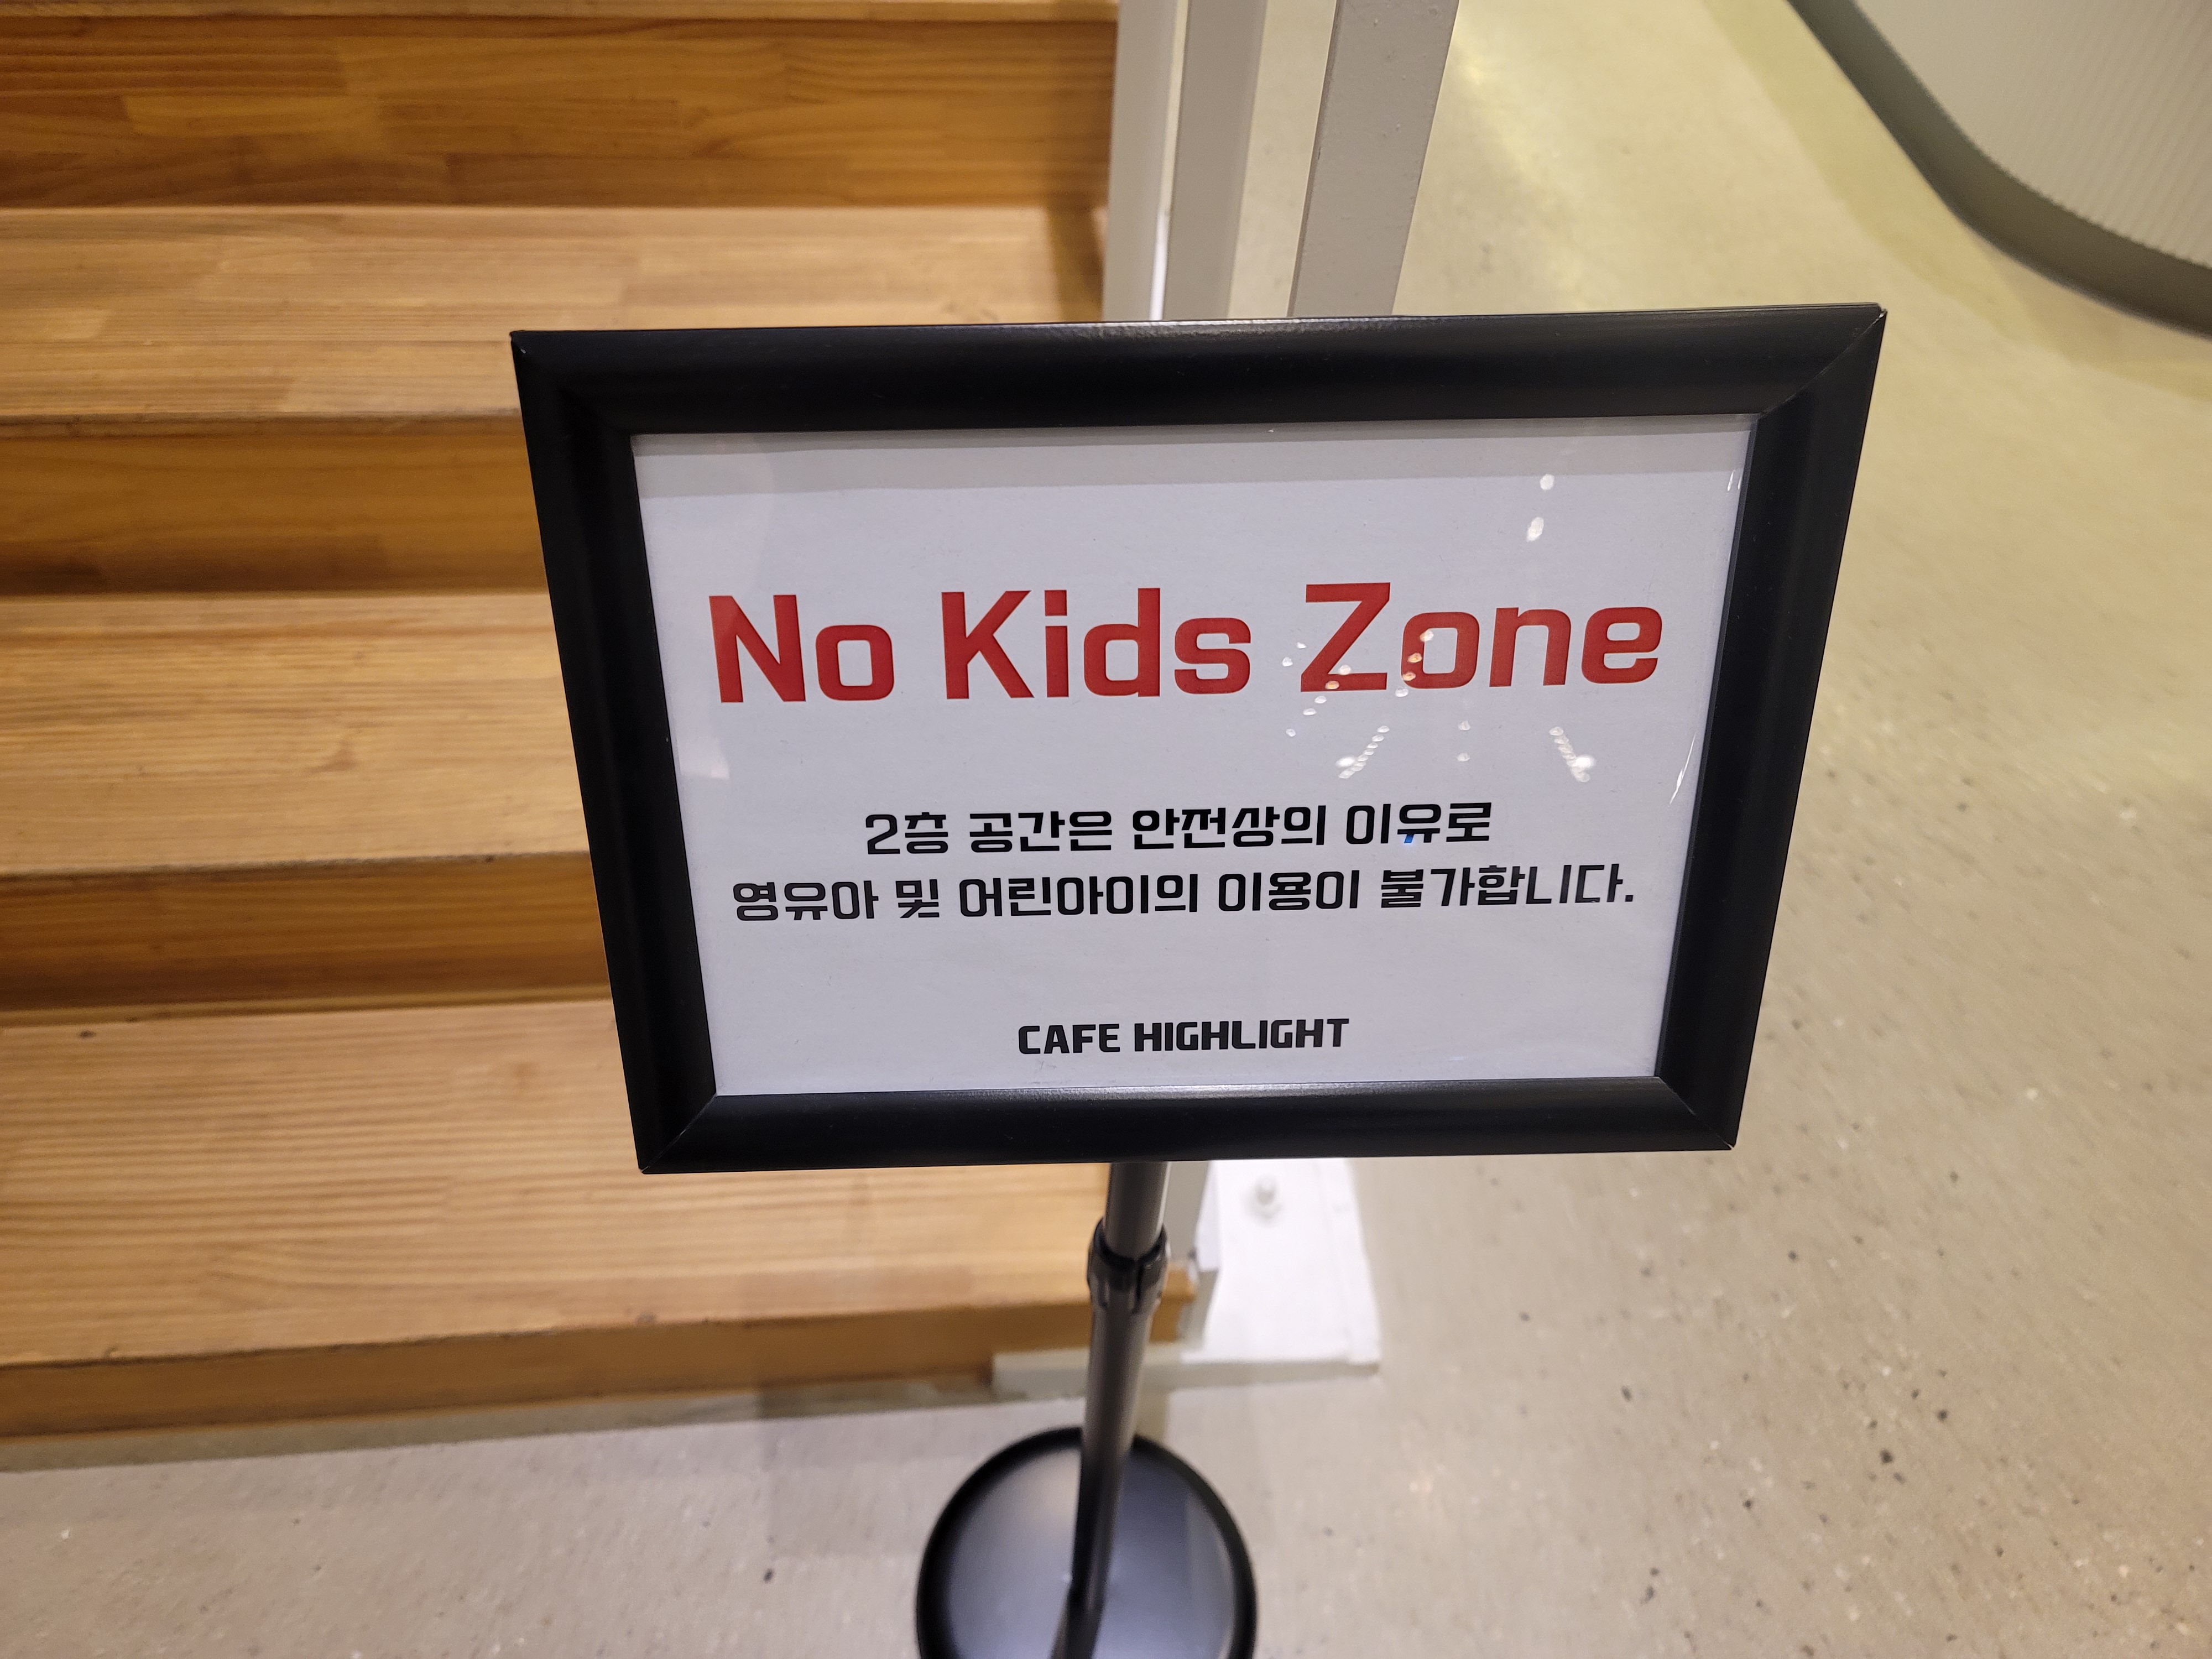 No Kids Zone
2층 공간은 안전상의 이유로
영유아 및 어린아이의 이용이 불가합니다.
CAFE HIGHLIGHT